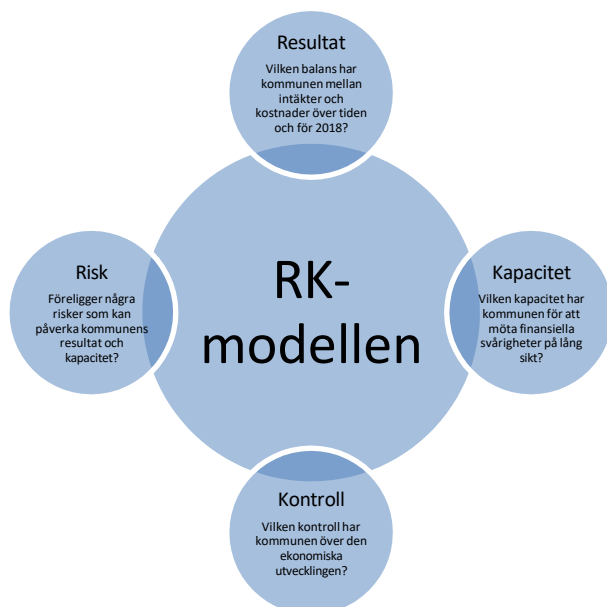 Resultat
Vilken balans har
kommunen mellan
intäkter och
kostnader över tiden
och för 2018?
Risk
Föreligger några
risker som kan
påverka kommunens
resultat och
kapacitet?
RK-
modellen
Kapacitet
Vilken kapacitet har
kommunen för att
möta finansiella
svårigheter på lång
sikt?
Kontroll
Vilken kontroll har
kommunen över den
ekonomiska
utvecklingen?